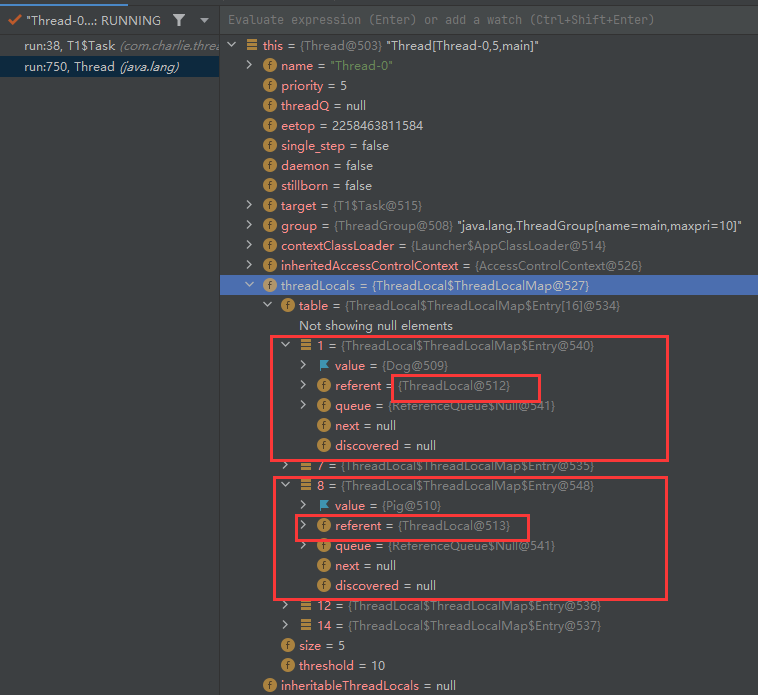 "Thread-0...: RUNNING
Evaluate expression (Enter) or add a watch (Ctrl+Shift+Enter)
run:38, T1$Task (com.charlie.threa
run:750, Thread (java.lang)
this = {Thread@503} "Thread[Thread-0,5,main]"
name = "Thread-0"
priority = 5
threadQ = null
eetop = 2258463811584
single_step = false
daemon = false
stillborn = false
target = {T1$Task@515}
group = {ThreadGroup@508} "java.lang.ThreadGroup[name=main,maxpri=10]"
contextClassLoader = {Launcher$AppClassLoader@514}
inheritedAccessControlContext = {AccessControlContext@526}
threadLocals = {ThreadLocal$ThreadLocalMap@527}
table = {ThreadLocal$ThreadLocalMap$Entry[16]@534}
Not showing null elements
1 = {ThreadLocal$ThreadLocalMap$Entry@540}
value = {Dog@509}
referent = {ThreadLocal@512}
queue = {ReferenceQueue$Null@541}
next = null
discovered = null
7 = {ThreadLocal$ThreadLocalMap$Entry@535}
8 = {ThreadLocal$ThreadLocalMap$Entry@548}
value = {Pig@510}
referent = {ThreadLocal@513}
queue = {ReferenceQueue$Null@541}
next = null
discovered = null
12 = {ThreadLocal$ThreadLocalMap$Entry@536}
14 = {ThreadLocal$ThreadLocalMap$Entry@537}
size = 5
threshold = 10
inheritableThreadLocals = null